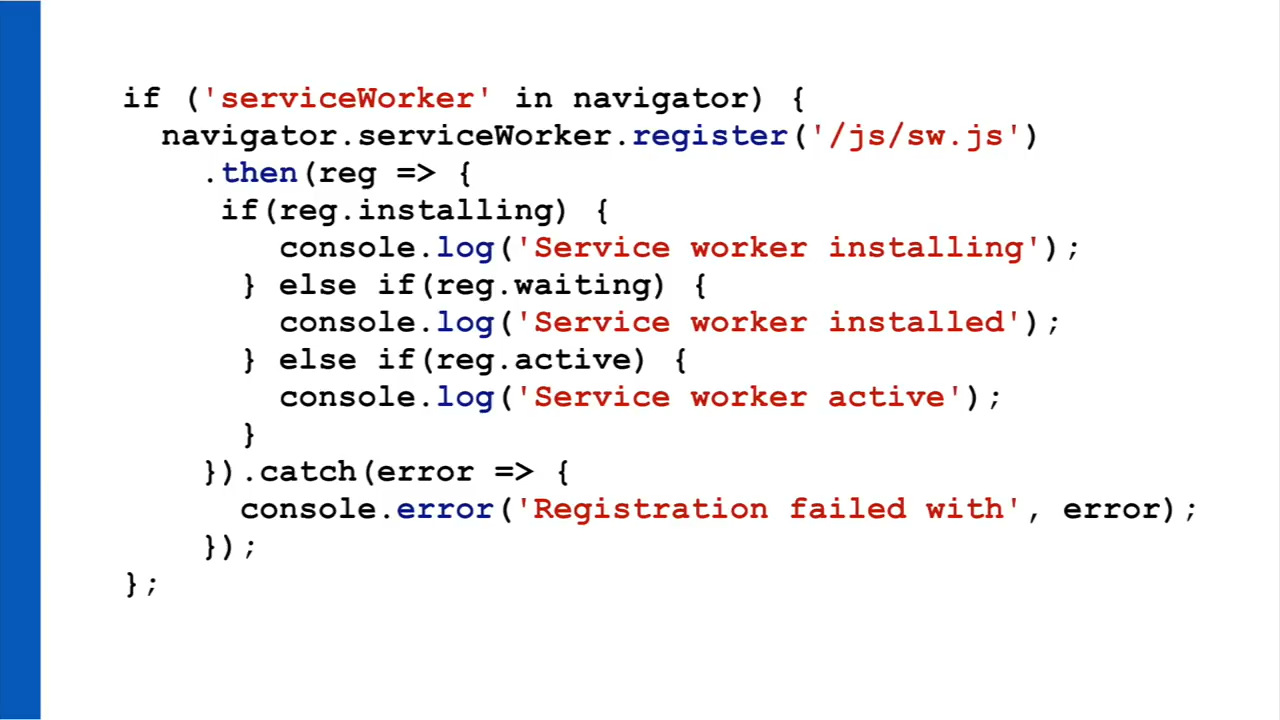 if ('serviceWorker' in navigator) {
navigator.serviceWorker.register('/js/sw.js')
.then(reg => {
if(reg.installing) {
console.log('Service worker installing');
} else if(reg.waiting) {
console.log('Service worker installed');
} else if(reg.active) {
console.log('Service worker active');
}
}).catch(error => {
console.error('Registration failed with', error);
});
};